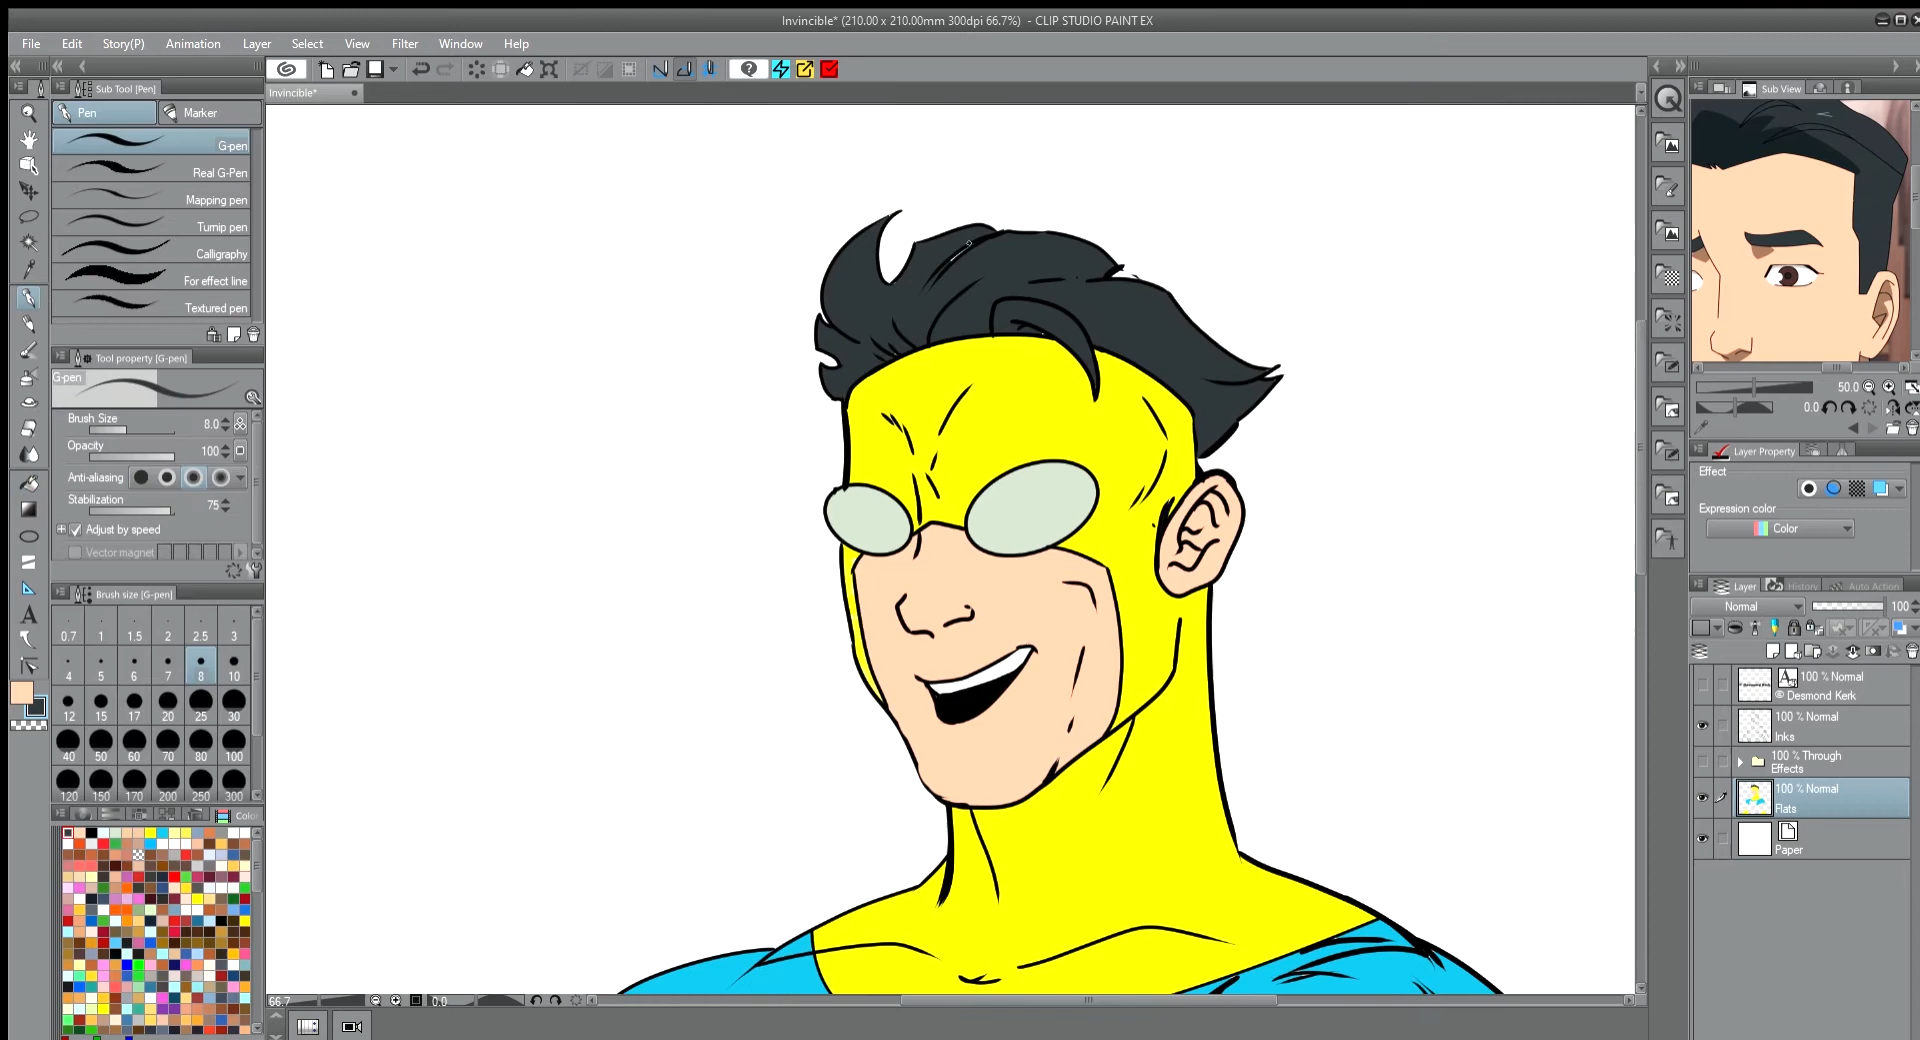 Invincible* (210.00 x 210.00mm 300dpi 66.7%) - CLIP STUDIO PAINT EX
File Edit Story(P) Animation Layer Select View Filter Window Help
Sub Tool [Pen]
Invincible*
Pen Marker
G-pen
Real G-Pen
Mapping pen
Turnip pen
Calligraphy
For effect line
Textured pen
Tool property [G-pen]
G-pen
Brush Size 8.0
Opacity 100
Anti-aliasing
Stabilization 75
Adjust by speed
Vector magnet
Brush size [G-pen]
0.7 1 1.5 2 2.5 3
4 5 6 7 8 10
12 15 17 20 25 30
40 50 60 70 80 100
120 150 170 200 250 300
Color
66.7 0.0
Sub View
50.0
0.0
Layer Property
Effect
Expression color
Color
Layer History Auto Action
Normal 100
100 % Normal
Desmond Kerk
100 % Normal
Inks
100 % Through
Effects
100 % Normal
Flats
Paper